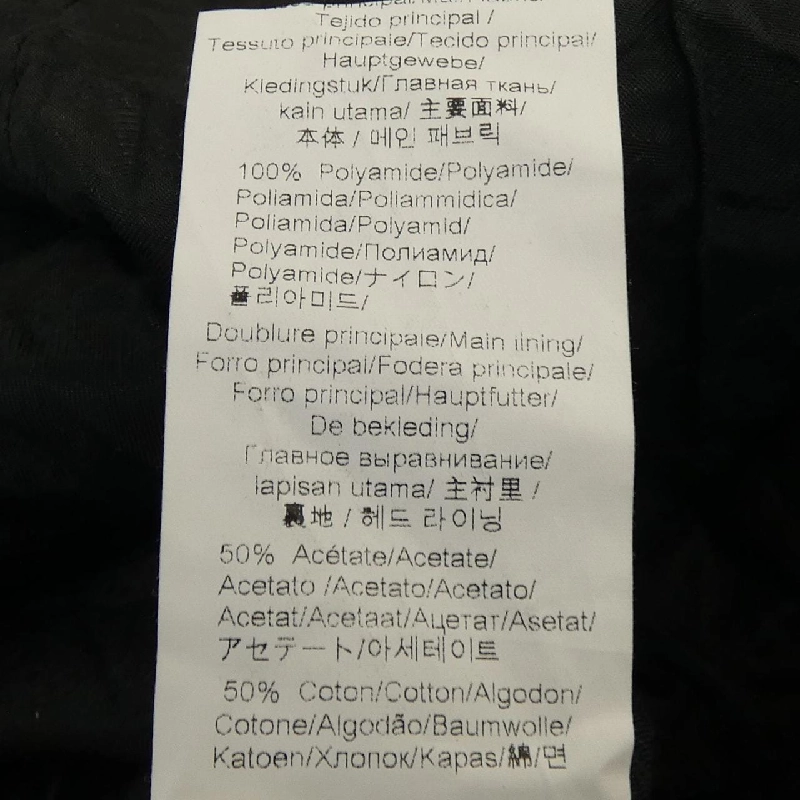 Tejido principal /
Tessuto principale/Tecido principal/
Hauptgewebe/
Kledingstuk/Главная ткань/
kain utama/ 主要面料/
本体 / 메인 패브릭
100% Polyamide/Polyamide/
Poliamida/Poliammidica/
Poliamida/Polyamid/
Polyamide/Полиамид/
Polyamide/ナイロン/
폴리아미드/
Doublure principale/Main lining/
Forro principal/Fodera principale/
Forro principal/Hauptfutter/
De bekleding/
Главное выравнивание/
lapisan utama/ 主衬里 /
裏地 / 헤드 라이닝
50% Acétate/Acetate/
Acetato /Acetato/Acetato/
Acetat/Acetaat/Ацетат/Asetat/
アセテート/아세테이트
50% Coton/Cotton/Algodon/
Cotone/Algodão/Baumwolle/
Katoen/Хлопок/Kapas/綿/면